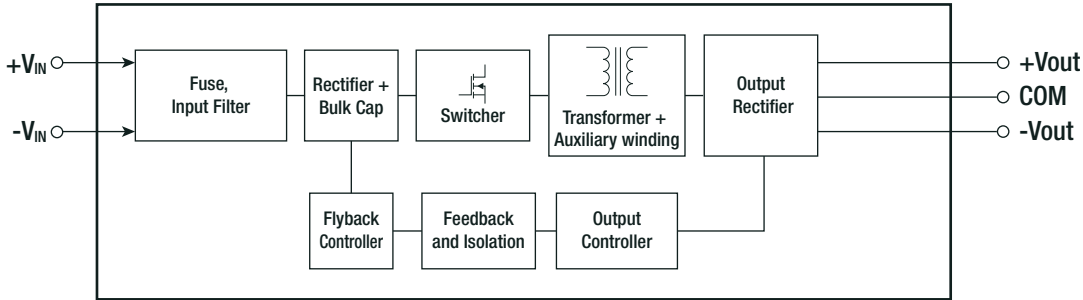 +VIN
-VIN
Fuse,
Input Filter
Rectifier +
Bulk Cap
Switcher
Transformer +
Auxiliary winding
Output
Rectifier
+Vout
COM
-Vout
Flyback
Controller
Feedback
and Isolation
Output
Controller